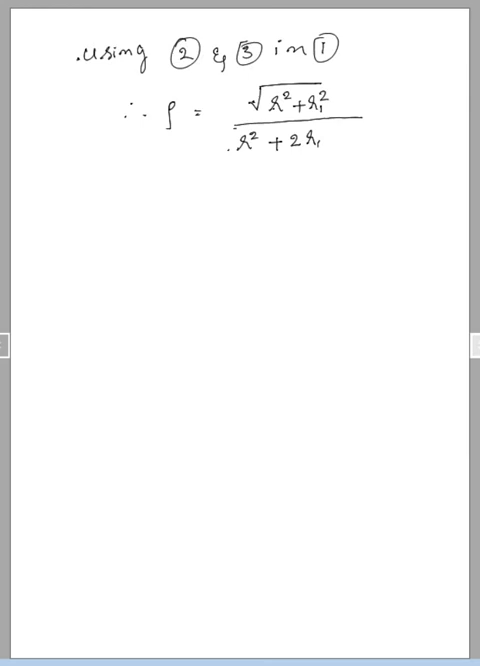 .using ② & ③ in ①
∴ ρ = √(r² + r₁²) / (r² + 2r₁)